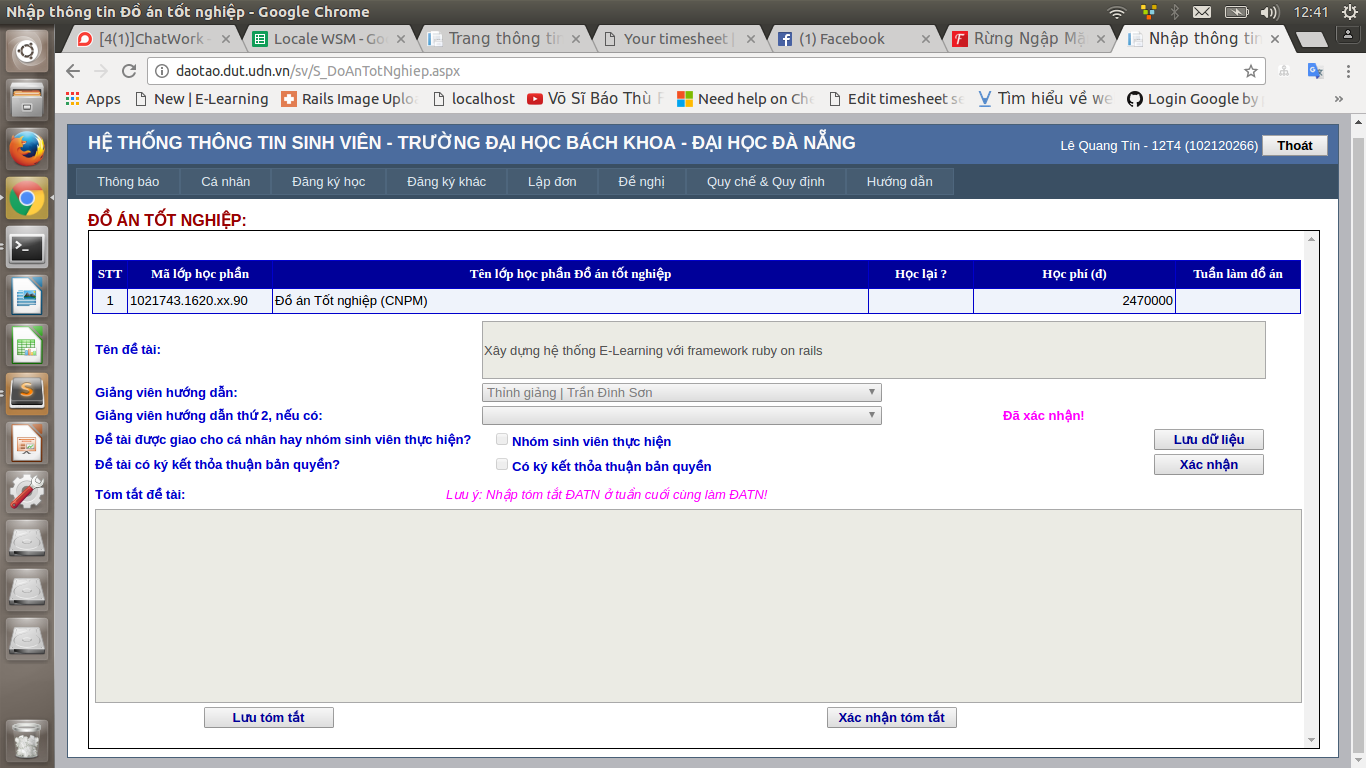 Nhập thông tin Đồ án tốt nghiệp - Google Chrome
12:41
[4(1)]ChatWork -
Locale WSM - Go
Trang thông tin
Your timesheet |
(1) Facebook
Rừng Ngập Mặ
Nhập thông tin
daotao.dut.udn.vn/sv/S_DoAnTotNghiep.aspx
Apps
New | E-Learning
Rails Image Uplo
localhost
Võ Sĩ Báo Thù
Need help on Ch
Edit timesheet se
Tìm hiểu về we
Login Google by
»
HỆ THỐNG THÔNG TIN SINH VIÊN - TRƯỜNG ĐẠI HỌC BÁCH KHOA - ĐẠI HỌC ĐÀ NẴNG
Lê Quang Tín - 12T4 (102120266)
Thoát
Thông báo
Cá nhân
Đăng ký học
Đăng ký khác
Lập đơn
Đề nghị
Quy chế & Quy định
Hướng dẫn
ĐỒ ÁN TỐT NGHIỆP:
STT Mã lớp học phần Tên lớp học phần Đồ án tốt nghiệp Học lại ? Học phí (đ) Tuần làm đồ án
1 1021743.1620.xx.90 Đồ án Tốt nghiệp (CNPM) 2470000
Tên đề tài:
Xây dựng hệ thống E-Learning với framework ruby on rails
Giảng viên hướng dẫn:
Thỉnh giảng | Trần Đình Sơn
Giảng viên hướng dẫn thứ 2, nếu có:
Đã xác nhận!
Đề tài được giao cho cá nhân hay nhóm sinh viên thực hiện?
Nhóm sinh viên thực hiện
Lưu dữ liệu
Đề tài có ký kết thỏa thuận bản quyền?
Có ký kết thỏa thuận bản quyền
Xác nhận
Tóm tắt đề tài:
Lưu ý: Nhập tóm tắt ĐATN ở tuần cuối cùng làm ĐATN!
Lưu tóm tắt
Xác nhận tóm tắt